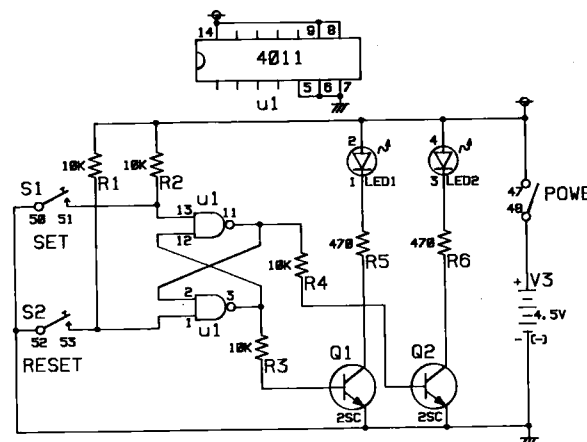 14 9 8
4011
5 6 7
u1
2 4
10K 10K
R1 R2
LED1 LED2
1 3
S1
50 51
SET
u1
13 11
12
47
48
POWE
470 470
R5 R6
10K
R4
V3
+
4.5V
- (-)
2 3
1
u1
S2
52 53
RESET
10K
R3
Q1 Q2
2SC 2SC